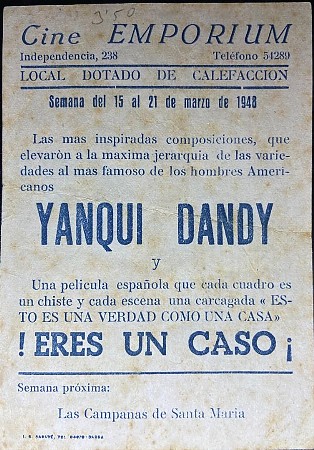 3'50
Cine EMPORIUM
Independencia, 238 Teléfono 54289
LOCAL DOTADO DE CALEFACCION
Semana del 15 al 21 de marzo de 1948
Las mas inspiradas composiciones, que
elevaròn a la maxima jerarquia de las varie-
dades al mas famoso de los hombres Ameri-
canos
YANQUI DANDY
y
Una pelicula española que cada cuadro es
un chiste y cada escena una carcagada « ES-
TO ES UNA VERDAD COMO UNA CASA»
! ERES UN CASO ¡
Semana próxima:
Las Campanas de Santa Maria